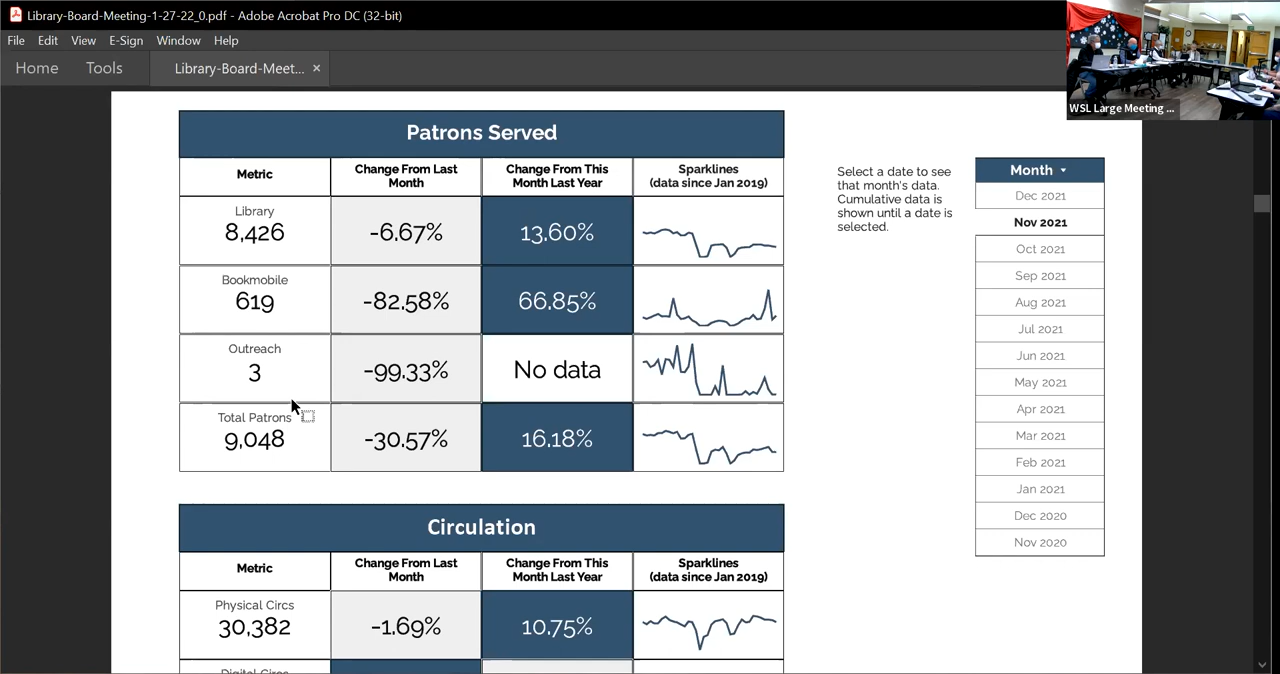 Library-Board-Meeting-1-27-22_0.pdf - Adobe Acrobat Pro DC (32-bit)
File Edit View E-Sign Window Help
Home Tools Library-Board-Meet... ×
WSL Large Meeting ...
Patrons Served
Metric
Change From Last
Month
Change From This
Month Last Year
Sparklines
(data since Jan 2019)
Library
8,426 -6.67% 13.60%
Bookmobile
619 -82.58% 66.85%
Outreach
3 -99.33% No data
Total Patrons
9,048 -30.57% 16.18%
Select a date to see
that month's data.
Cumulative data is
shown until a date is
selected.
Month
Dec 2021
Nov 2021
Oct 2021
Sep 2021
Aug 2021
Jul 2021
Jun 2021
May 2021
Apr 2021
Mar 2021
Feb 2021
Jan 2021
Dec 2020
Nov 2020
Circulation
Metric
Change From Last
Month
Change From This
Month Last Year
Sparklines
(data since Jan 2019)
Physical Circs
30,382 -1.69% 10.75%
Digital Circs